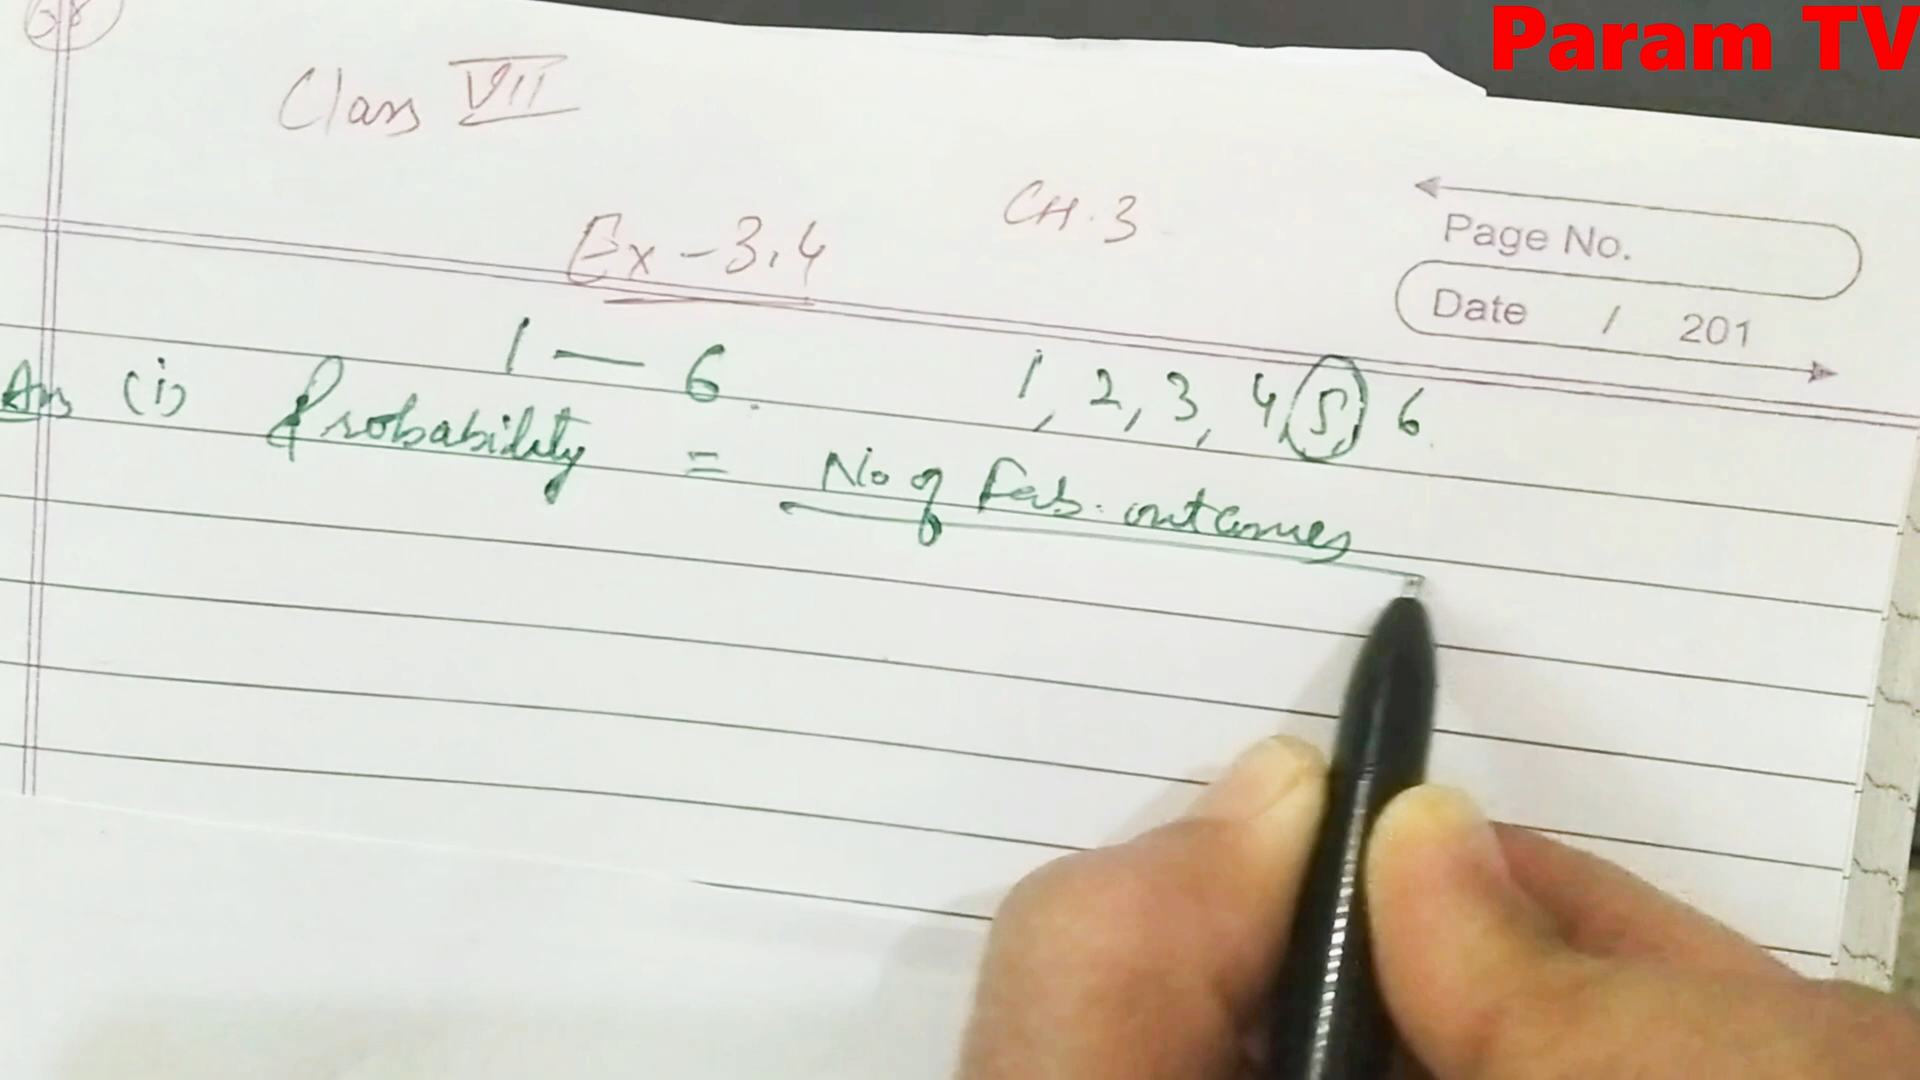 Param TV
Class VII
CH.3
Ex - 3.4
Page No.
Date / 201
1 — 6. 1, 2, 3, 4, 5, 6.
Ans (i) Probability = No of Fab. outcomes